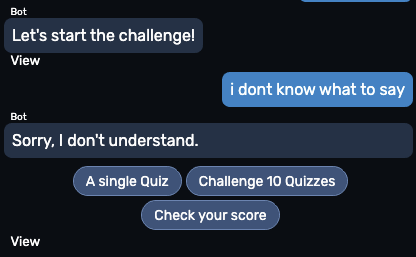 Bot
Let's start the challenge!
View
i dont know what to say
Bot
Sorry, I don't understand.
A single Quiz
Challenge 10 Quizzes
Check your score
View